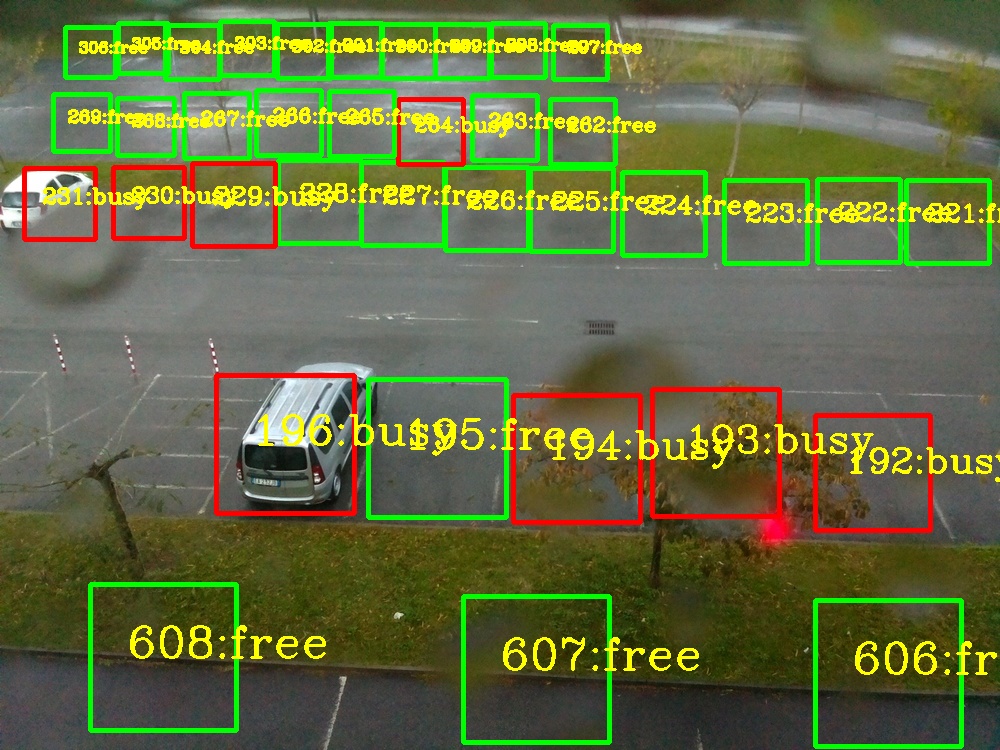 306:free 305:free 304:free 303:free 302:free 301:free 300:free 299:free 298:free 297:free
269:free 268:free 267:free 266:free 265:free 264:busy 263:free 262:free
231:busy 230:busy 229:busy 228:free 227:free 226:free 225:free 224:free 223:free 222:free 221:f
196:busy 195:free 194:busy 193:busy 192:busy
608:free 607:free 606:fr